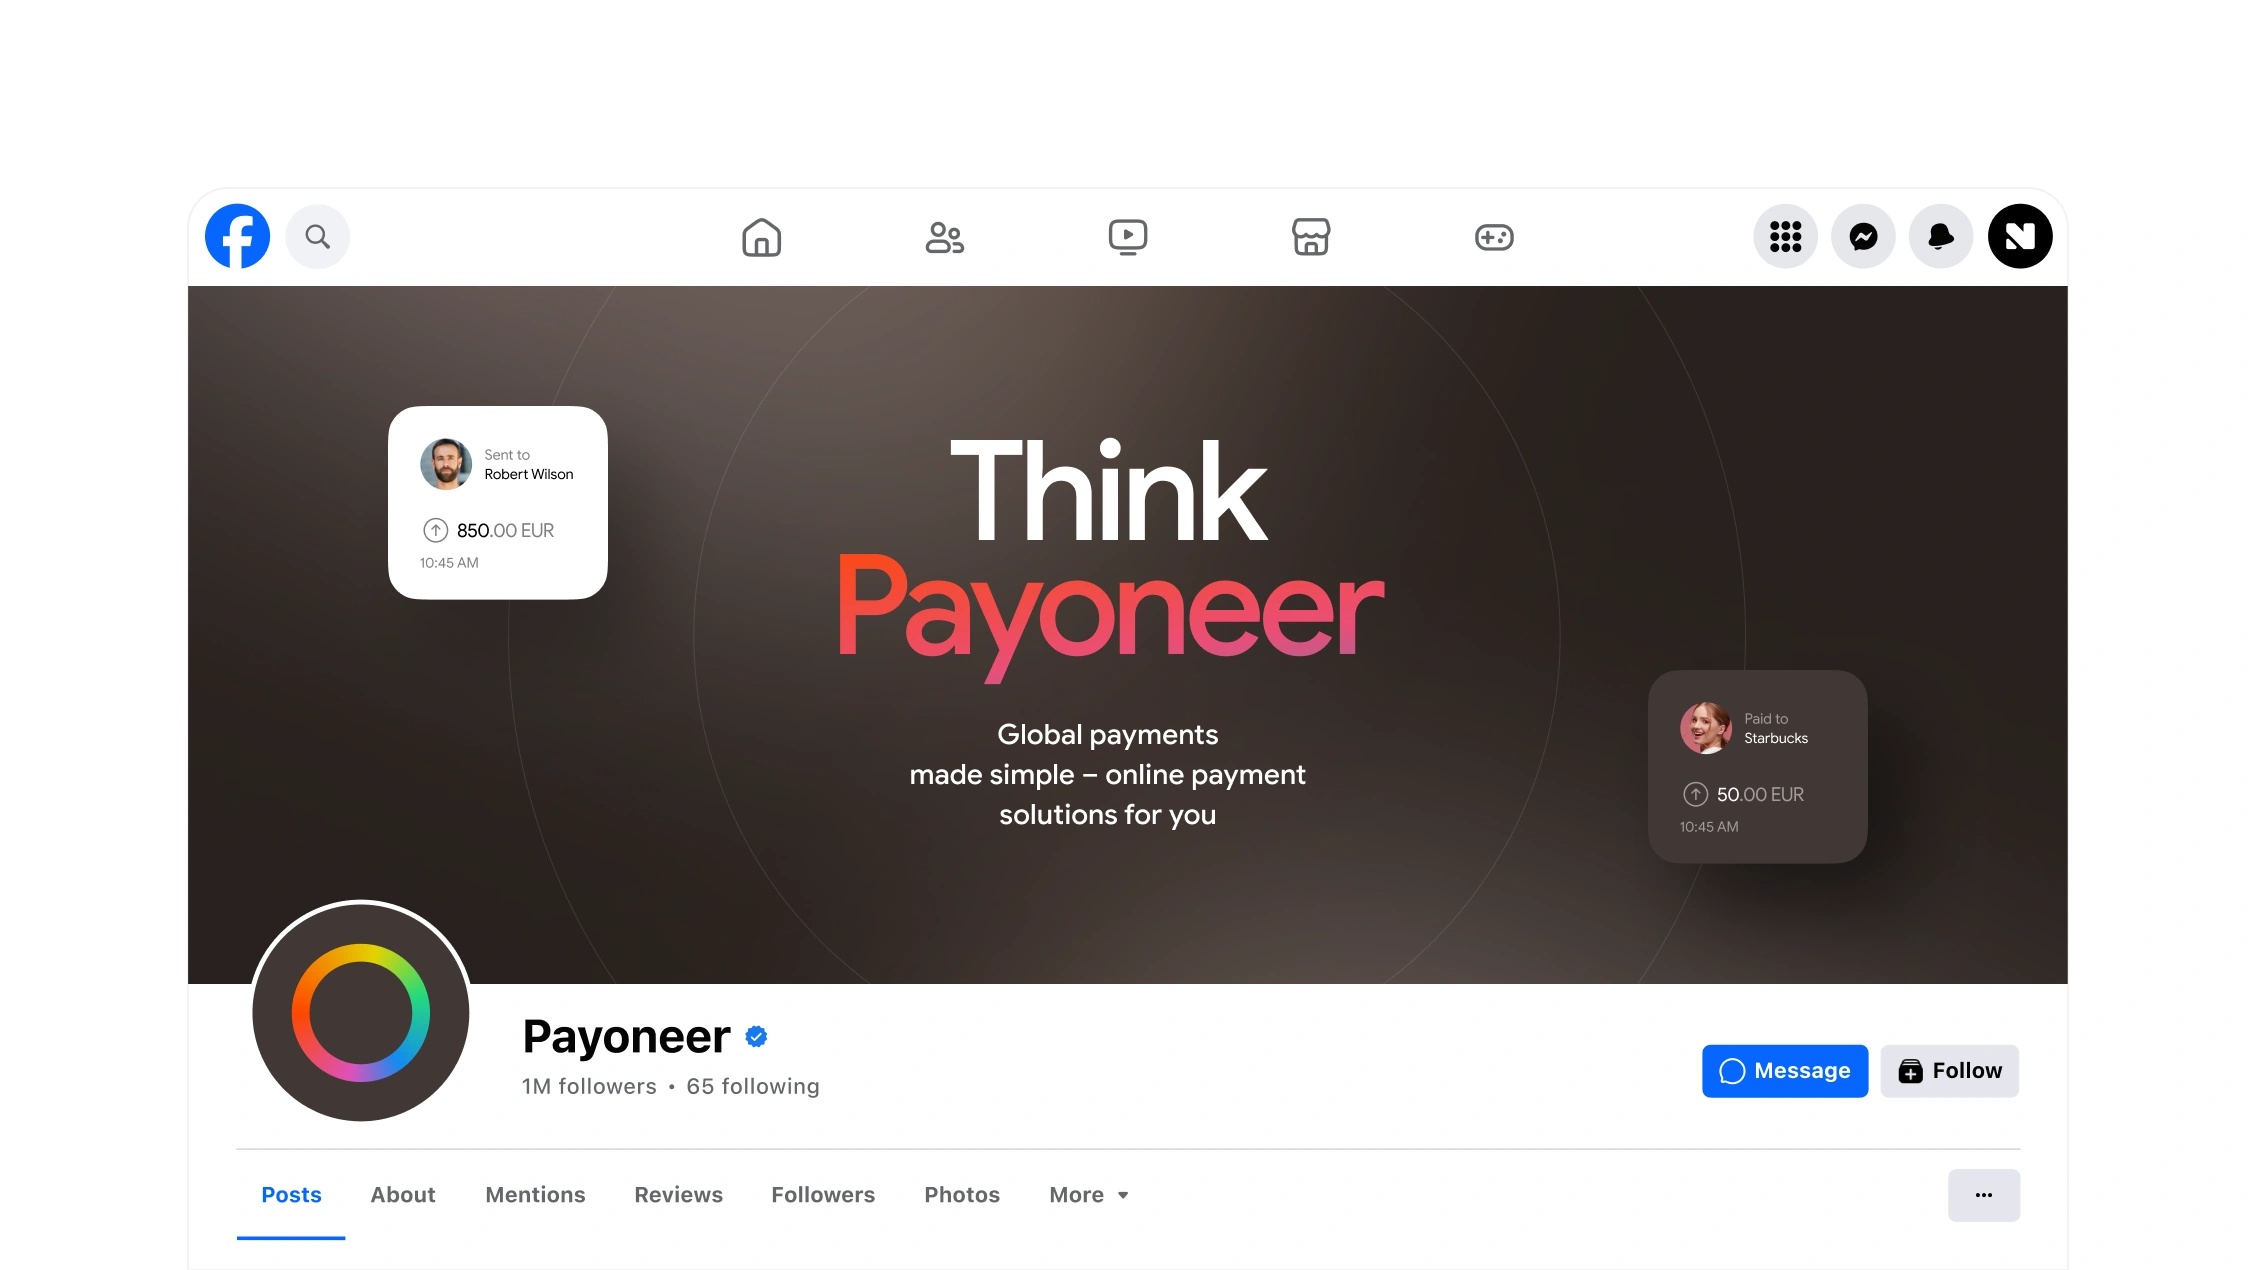 Sent to
Robert Wilson
850.00 EUR
10:45 AM
Think
Payoneer
Global payments
made simple – online payment
solutions for you
Paid to
Starbucks
50.00 EUR
10:45 AM
Payoneer
1M followers • 65 following
Message
Follow
Posts
About
Mentions
Reviews
Followers
Photos
More